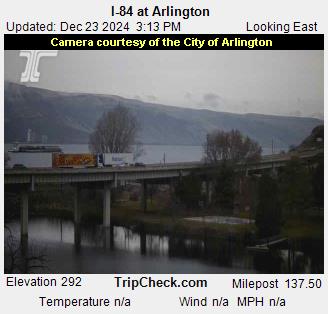 I-84 at Arlington
Updated: Dec 23 2024 3:13 PM Looking East
Camera courtesy of the City of Arlington
Elevation 292 TripCheck.com Milepost 137.50
Temperature n/a Wind n/a MPH n/a